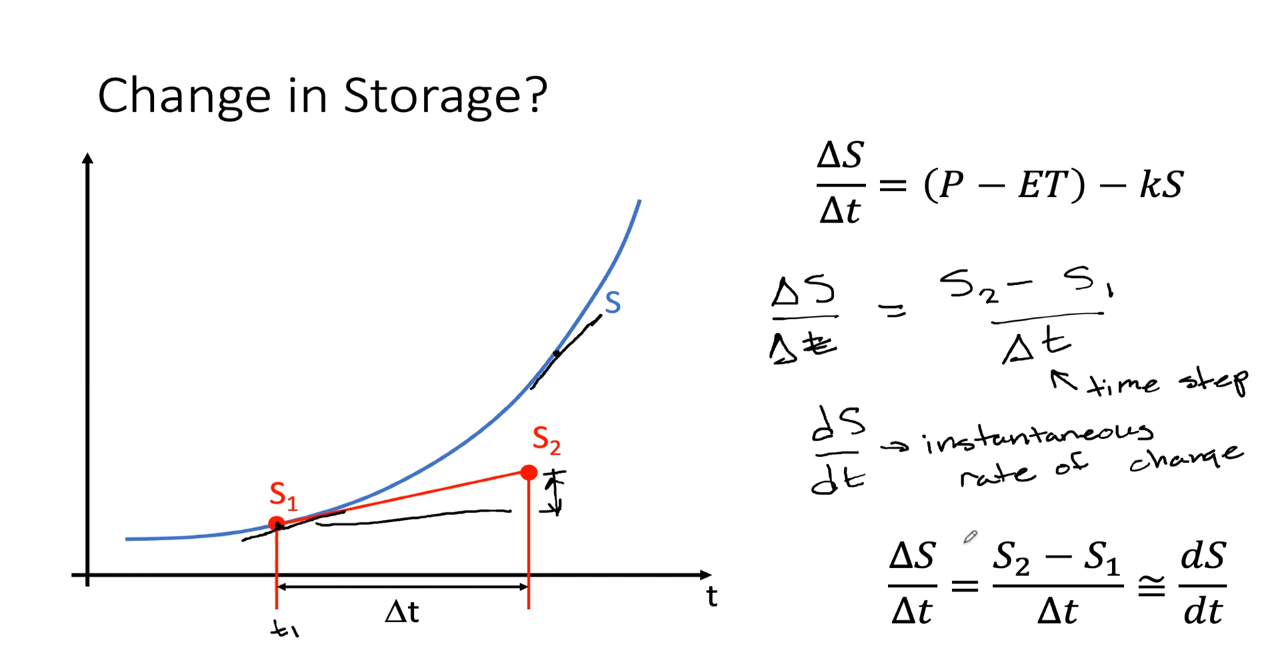 Change in Storage?
ΔS/Δt = (P − ET) − kS
ΔS/Δt = S₂ − S₁/Δt
↖ time step
dS/dt → instantaneous
rate of change
ΔS/Δt = S₂ − S₁/Δt ≅ dS/dt
S
S₂
S₁
t
Δt
t₁